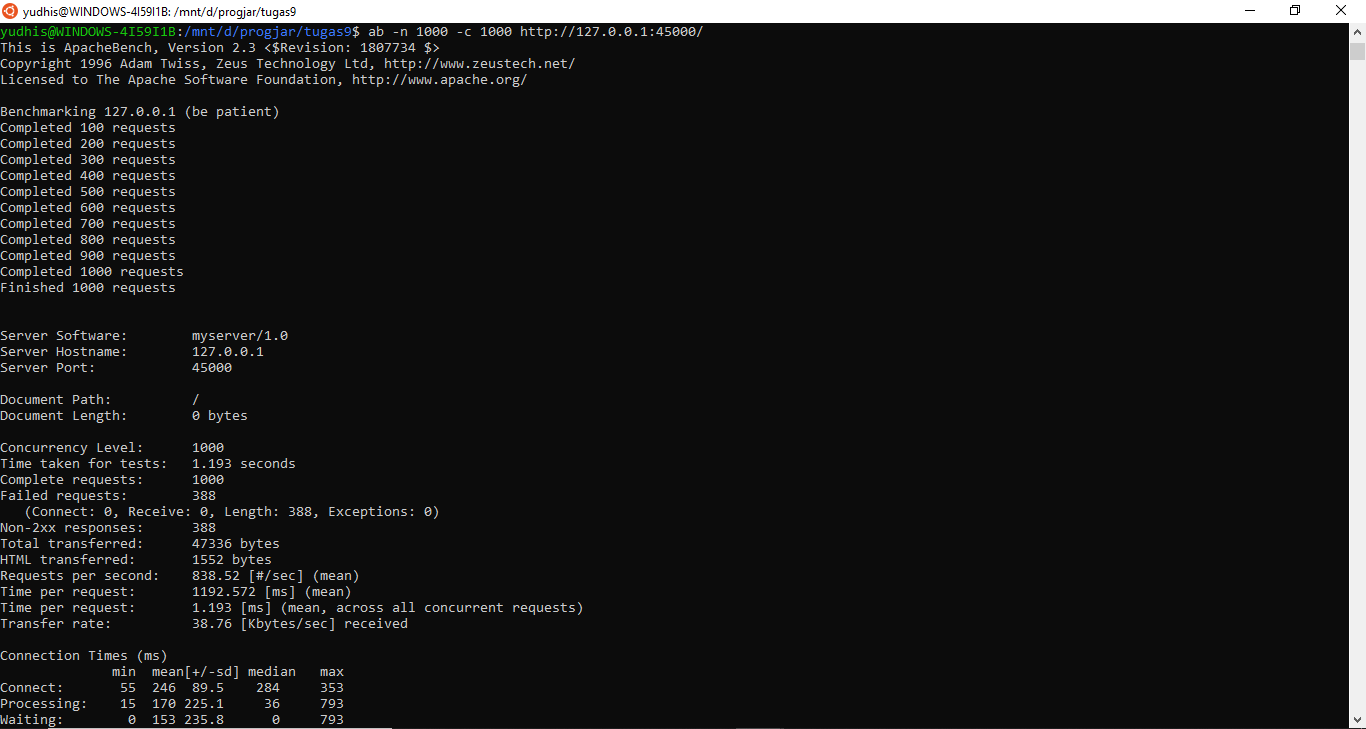 yudhis@WINDOWS-4I59I1B: /mnt/d/progjar/tugas9
yudhis@WINDOWS-4I59I1B:/mnt/d/progjar/tugas9$ ab -n 1000 -c 1000 http://127.0.0.1:45000/
This is ApacheBench, Version 2.3 <$Revision: 1807734 $>
Copyright 1996 Adam Twiss, Zeus Technology Ltd, http://www.zeustech.net/
Licensed to The Apache Software Foundation, http://www.apache.org/

Benchmarking 127.0.0.1 (be patient)
Completed 100 requests
Completed 200 requests
Completed 300 requests
Completed 400 requests
Completed 500 requests
Completed 600 requests
Completed 700 requests
Completed 800 requests
Completed 900 requests
Completed 1000 requests
Finished 1000 requests


Server Software:        myserver/1.0
Server Hostname:        127.0.0.1
Server Port:            45000

Document Path:          /
Document Length:        0 bytes

Concurrency Level:      1000
Time taken for tests:   1.193 seconds
Complete requests:      1000
Failed requests:        388
   (Connect: 0, Receive: 0, Length: 388, Exceptions: 0)
Non-2xx responses:      388
Total transferred:      47336 bytes
HTML transferred:       1552 bytes
Requests per second:    838.52 [#/sec] (mean)
Time per request:       1192.572 [ms] (mean)
Time per request:       1.193 [ms] (mean, across all concurrent requests)
Transfer rate:          38.76 [Kbytes/sec] received

Connection Times (ms)
              min  mean[+/-sd] median   max
Connect:       55  246  89.5    284     353
Processing:    15  170 225.1     36     793
Waiting:        0  153 235.8      0     793